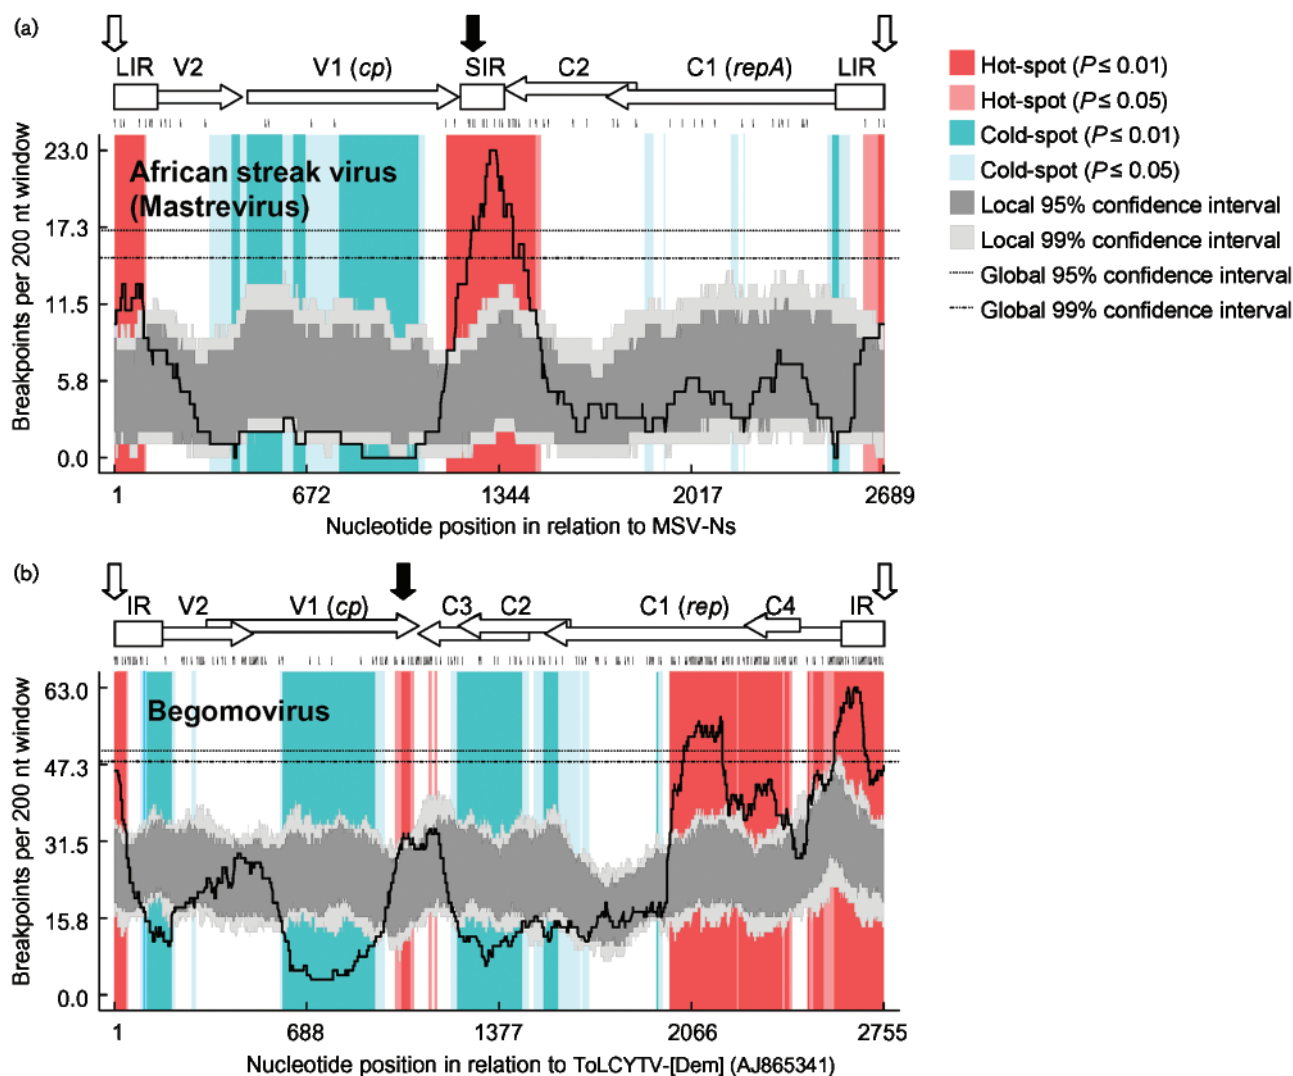 (a)
LIR V2 V1 (cp) SIR C2 C1 (repA) LIR
African streak virus
(Mastrevirus)
Breakpoints per 200 nt window
23.0
17.3
11.5
5.8
0.0
1 672 1344 2017 2689
Nucleotide position in relation to MSV-Ns
Hot-spot (P ≤ 0.01)
Hot-spot (P ≤ 0.05)
Cold-spot (P ≤ 0.01)
Cold-spot (P ≤ 0.05)
Local 95% confidence interval
Local 99% confidence interval
Global 95% confidence interval
Global 99% confidence interval
(b)
IR V2 V1 (cp) C3 C2 C1 (rep) C4 IR
Begomovirus
Breakpoints per 200 nt window
63.0
47.3
31.5
15.8
0.0
1 688 1377 2066 2755
Nucleotide position in relation to ToLCYTV-[Dem] (AJ865341)